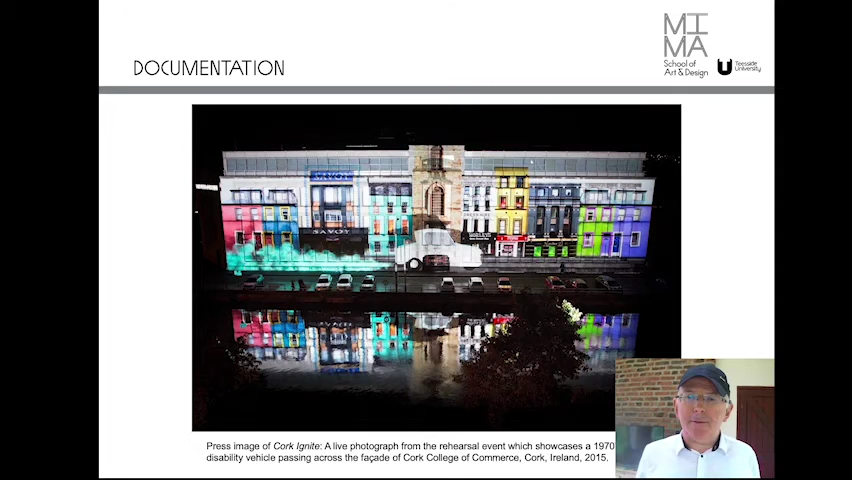 MI
MA
School of
Art & Design
Teesside
University
DOCUMENTATION
SAVOY
SAVOY
Press image of Cork Ignite: A live photograph from the rehearsal event which showcases a 1970
disability vehicle passing across the façade of Cork College of Commerce, Cork, Ireland, 2015.